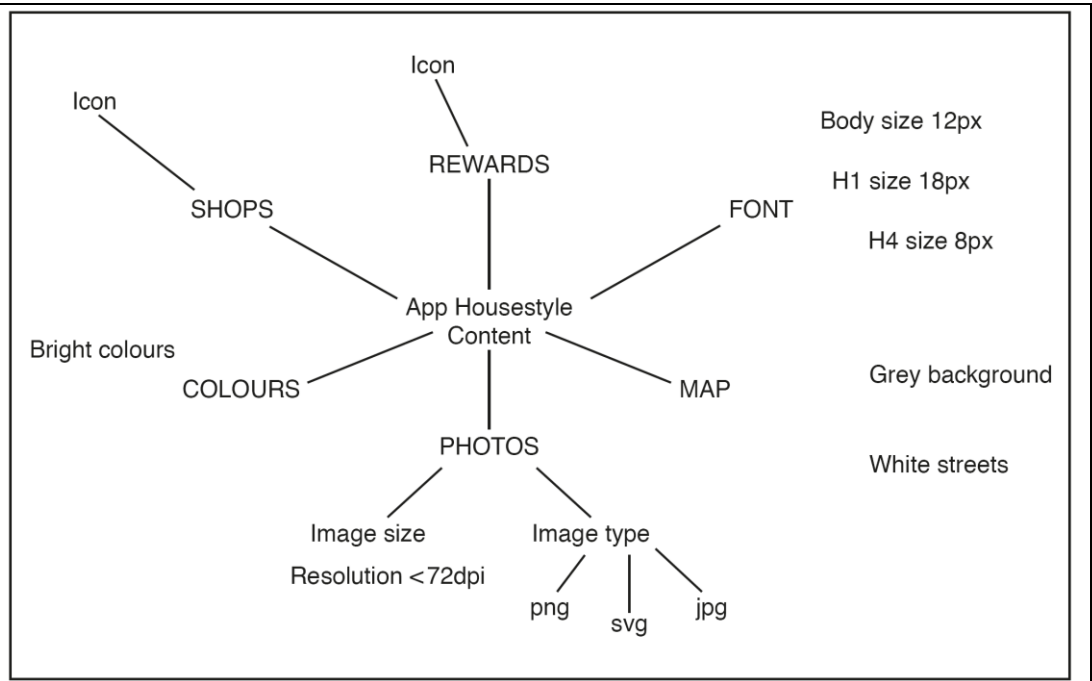 Icon
Icon
Body size 12px
REWARDS
H1 size 18px
SHOPS
FONT
H4 size 8px
App Housestyle
Content
Bright colours
COLOURS
MAP
Grey background
PHOTOS
White streets
Image size
Image type
Resolution <72dpi
png
svg
jpg